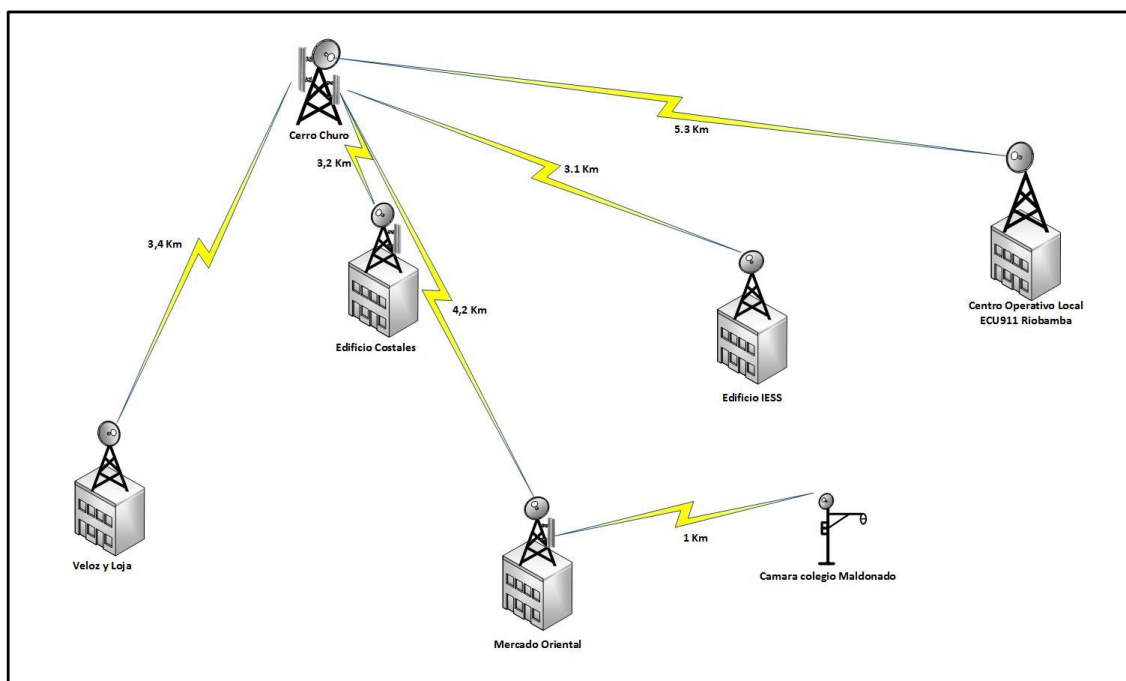 Cerro Churo
5.3 Km
3,2 Km
3.1 Km
3,4 Km
Centro Operativo Local
ECU911 Riobamba
4,2 Km
Edificio Costales
Edificio IESS
1 Km
Veloz y Loja
Camara colegio Maldonado
Mercado Oriental